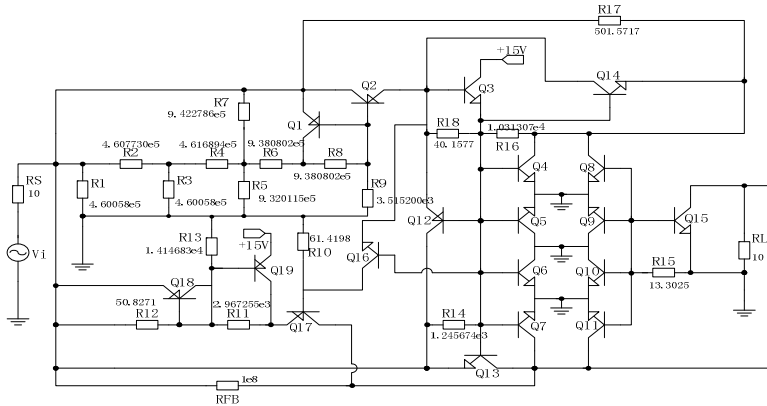 R17
501.5717
+15V
Q2
Q14
Q3
R7
9.422786e5
Q1
R18
40.1577
1.031307e4
R16
4.607730e5
R2
4.616894e5
R4
9.380802e5
R6
R8
9.380802e5
Q4
Q8
RS
10
R1
4.60058e5
R3
4.60058e5
R5
9.320115e5
R9
3.515200e3
Q12
Q5
Q9
Q15
R13
1.414683e4
+15V
61.4198
R10
Q16
Vi
Q19
Q6
Q10
R15
13.3025
RL
10
Q18
50.8271
R12
2.967255e3
R11
Q17
R14
1.245674e3
Q7
Q11
Q13
1e8
RFB